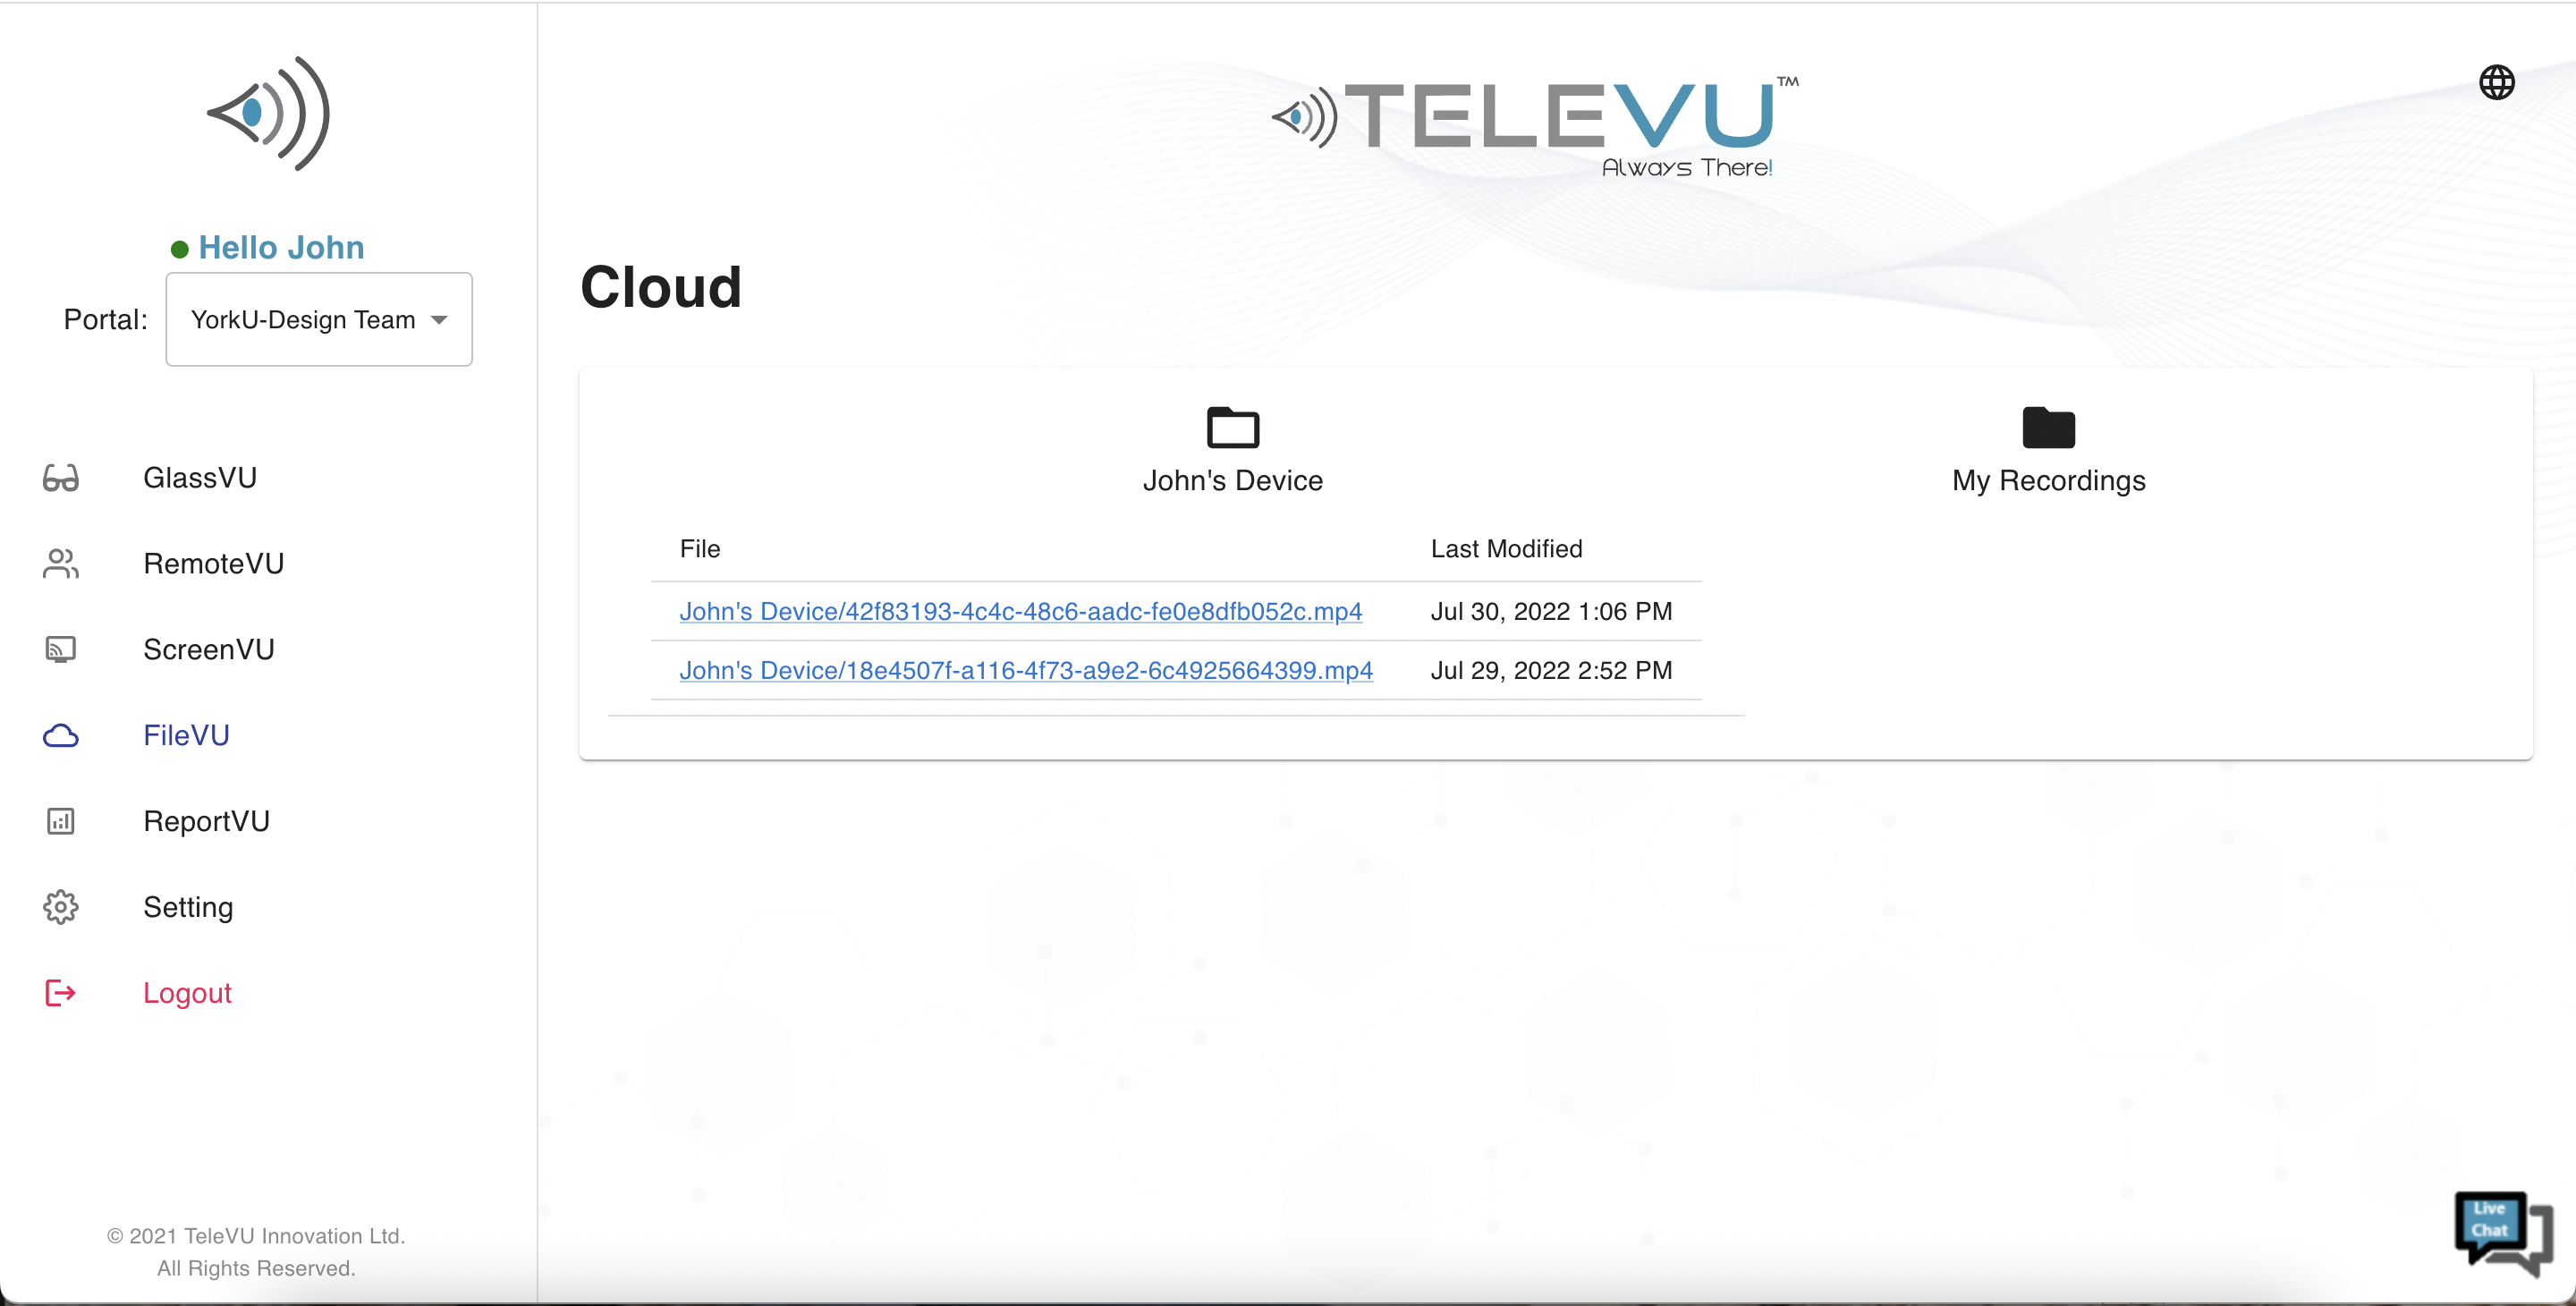 Hello John
Portal:
YorkU-Design Team
GlassVU
RemoteVU
ScreenVU
FileVU
ReportVU
Setting
Logout
© 2021 TeleVU Innovation Ltd.
All Rights Reserved.
TELEVU™
Always There!
Cloud
John's Device
My Recordings
File Last Modified
John's Device/42f83193-4c4c-48c6-aadc-fe0e8dfb052c.mp4 Jul 30, 2022 1:06 PM
John's Device/18e4507f-a116-4f73-a9e2-6c4925664399.mp4 Jul 29, 2022 2:52 PM
Live
Chat